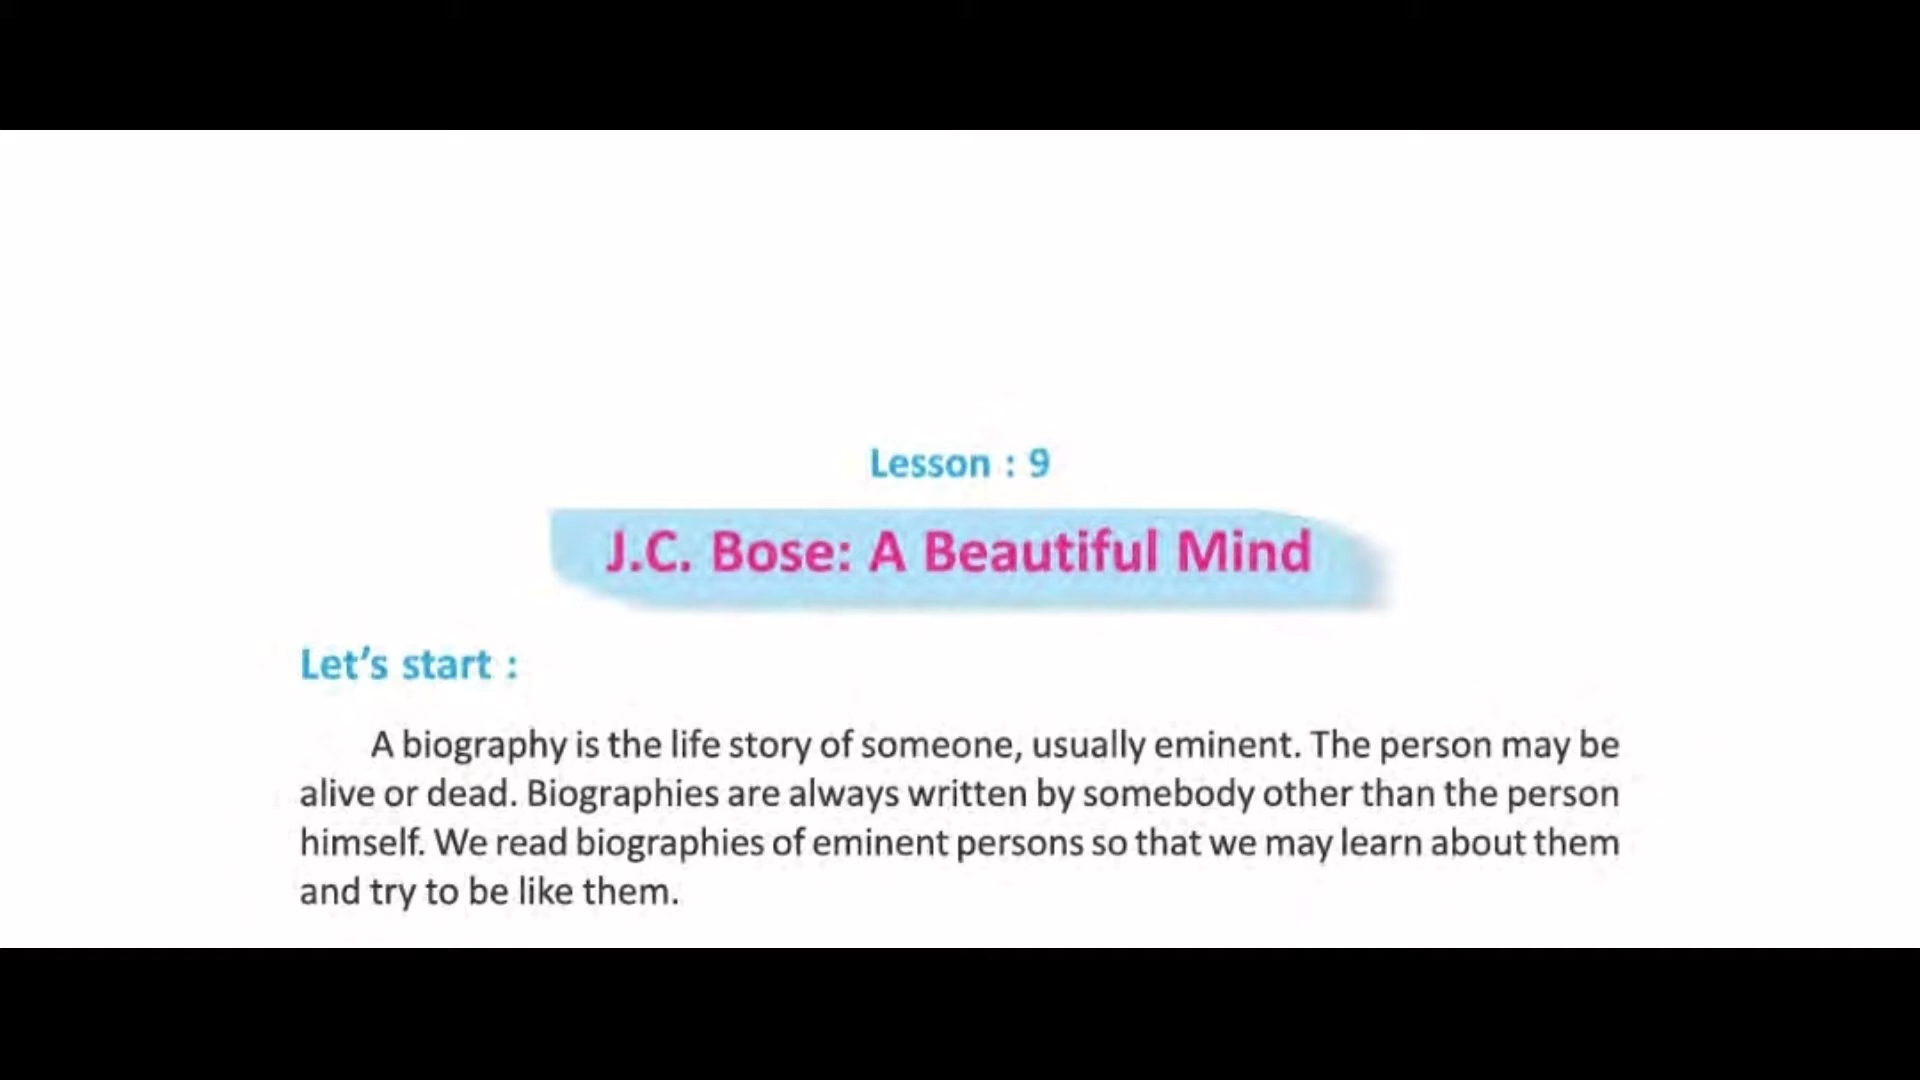 Lesson : 9
J.C. Bose: A Beautiful Mind
Let’s start :
A biography is the life story of someone, usually eminent. The person may be
alive or dead. Biographies are always written by somebody other than the person
himself. We read biographies of eminent persons so that we may learn about them
and try to be like them.